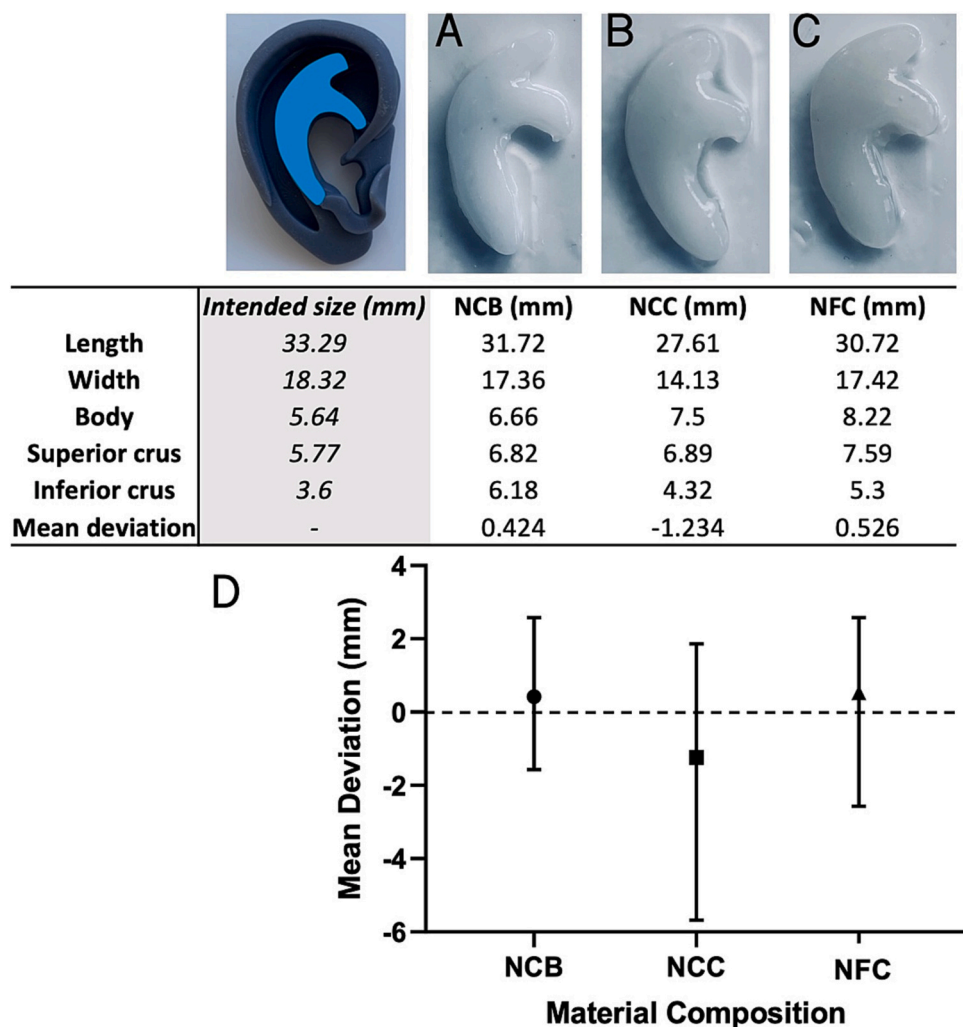 A B C
Intended size (mm) NCB (mm) NCC (mm) NFC (mm)
Length 33.29 31.72 27.61 30.72
Width 18.32 17.36 14.13 17.42
Body 5.64 6.66 7.5 8.22
Superior crus 5.77 6.82 6.89 7.59
Inferior crus 3.6 6.18 4.32 5.3
Mean deviation - 0.424 -1.234 0.526
D
Mean Deviation (mm)
4
2
0
-2
-4
-6
NCB NCC NFC
Material Composition